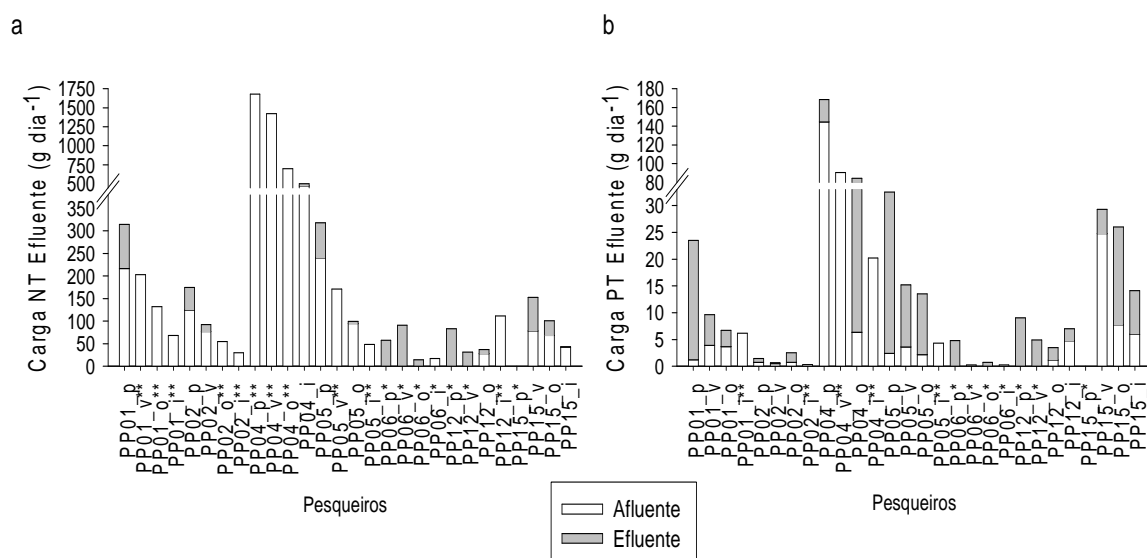 a
Carga NT Efluente (g dia-1)
1750
1500
1250
1000
750
500
350
300
250
200
150
100
50
0
PP01_p
PP01_v**
PP01_o**
PP01_i**
PP02_p
PP02_v
PP02_o**
PP02_i**
PP04_p**
PP04_v**
PP04_o**
PP04_i
PP05_p
PP05_v**
PP05_o
PP05_i**
PP06_p*
PP06_v*
PP06_o*
PP06_i*
PP12_p*
PP12_v*
PP12_o
PP12_i**
PP15_p*
PP15_v
PP15_o
PP15_i
Pesqueiros
b
Carga PT Efluente (g dia-1)
180
160
140
120
100
80
30
25
20
15
10
5
0
PP01_p
PP01_v
PP01_o
PP01_i**
PP02_p
PP02_v
PP02_o
PP02_i**
PP04_p
PP04_v**
PP04_o
PP04_i**
PP05_p
PP05_v
PP05_o
PP05_i**
PP06_p*
PP06_v*
PP06_o*
PP06_i*
PP12_p*
PP12_v*
PP12_o
PP12_i
PP15_p*
PP15_v
PP15_o
PP15_i
Pesqueiros
Afluente
Efluente